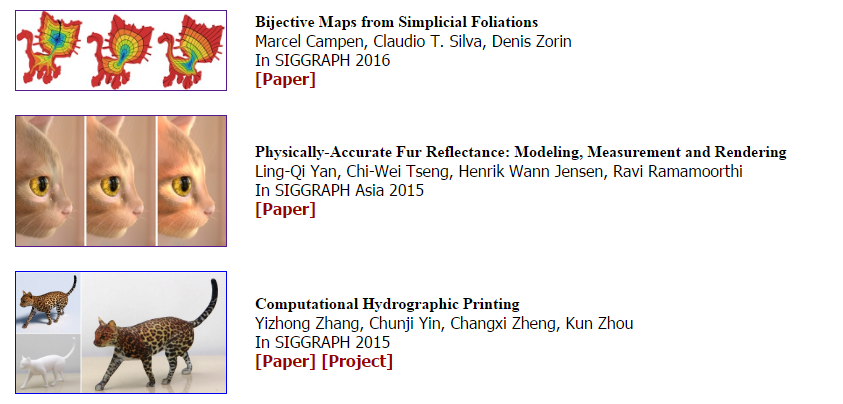 Bijective Maps from Simplicial Foliations
Marcel Campen, Claudio T. Silva, Denis Zorin
In SIGGRAPH 2016
[Paper]
Physically-Accurate Fur Reflectance: Modeling, Measurement and Rendering
Ling-Qi Yan, Chi-Wei Tseng, Henrik Wann Jensen, Ravi Ramamoorthi
In SIGGRAPH Asia 2015
[Paper]
Computational Hydrographic Printing
Yizhong Zhang, Chunji Yin, Changxi Zheng, Kun Zhou
In SIGGRAPH 2015
[Paper] [Project]